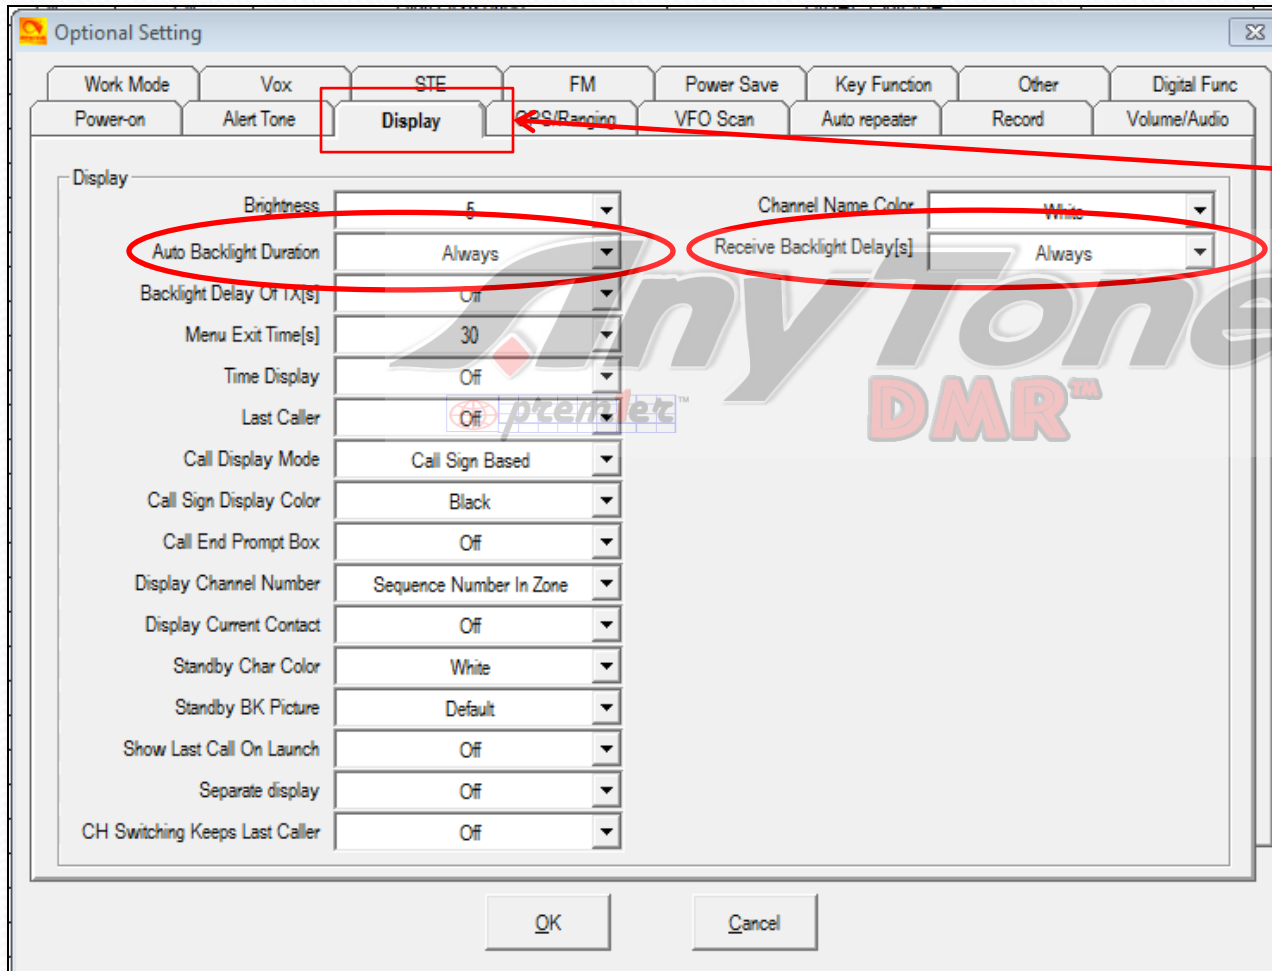 Optional Setting
Work Mode Vox STE FM Power Save Key Function Other Digital Func
Power-on Alert Tone Display GPS/Ranging VFO Scan Auto repeater Record Volume/Audio
Display
Brightness 5 Channel Name Color White
Auto Backlight Duration Always Receive Backlight Delay[s] Always
Backlight Delay Of TX[s] Off
Menu Exit Time[s] 30
Time Display Off
Last Caller Off
Call Display Mode Call Sign Based
Call Sign Display Color Black
Call End Prompt Box Off
Display Channel Number Sequence Number In Zone
Display Current Contact Off
Standby Char Color White
Standby BK Picture Default
Show Last Call On Launch Off
Separate display Off
CH Switching Keeps Last Caller Off
OK Cancel
AnyTone
DMR™
prem1er™